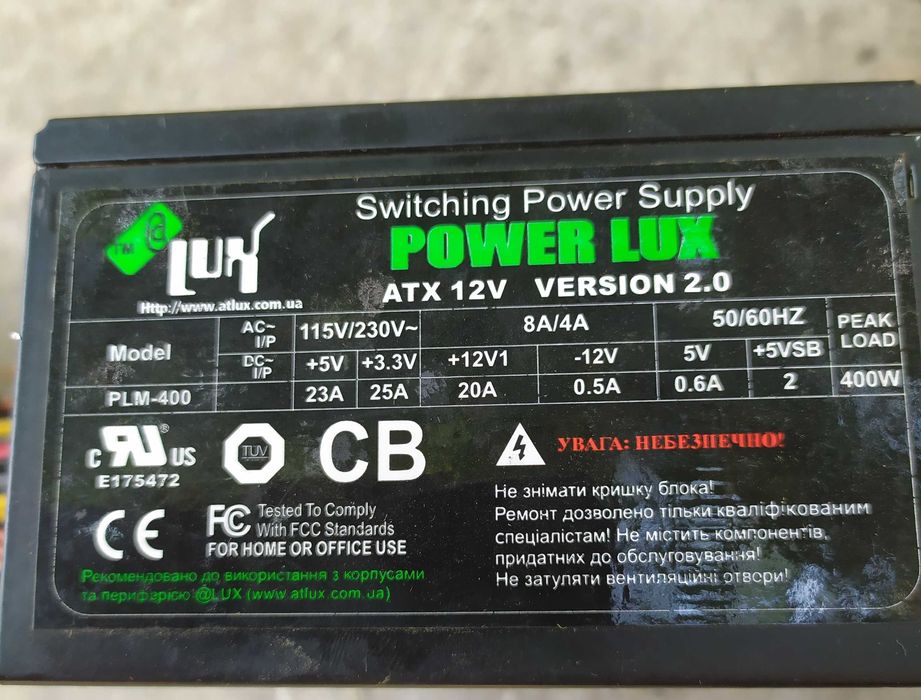 Switching Power Supply
TM @ LUX
POWER LUX
Http://www.atlux.com.ua
ATX 12V VERSION 2.0
Model AC~ I/P 115V/230V~ 8A/4A 50/60HZ PEAK LOAD
DC~ I/P +5V +3.3V +12V1 -12V 5V +5VSB
PLM-400 23A 25A 20A 0.5A 0.6A 2 400W
c RU ® US
E175472
TUV
CB
УВАГА: НЕБЕЗПЕЧНО!
Не знімати кришку блока!
Ремонт дозволено тільки кваліфікованим
спеціалістам! Не містить компонентів,
придатних до обслуговування!
Не затуляти вентиляційні отвори!
CE
FC Tested To Comply
With FCC Standards
FOR HOME OR OFFICE USE
Рекомендовано до використання з корпусами
та периферією @LUX (www.atlux.com.ua)